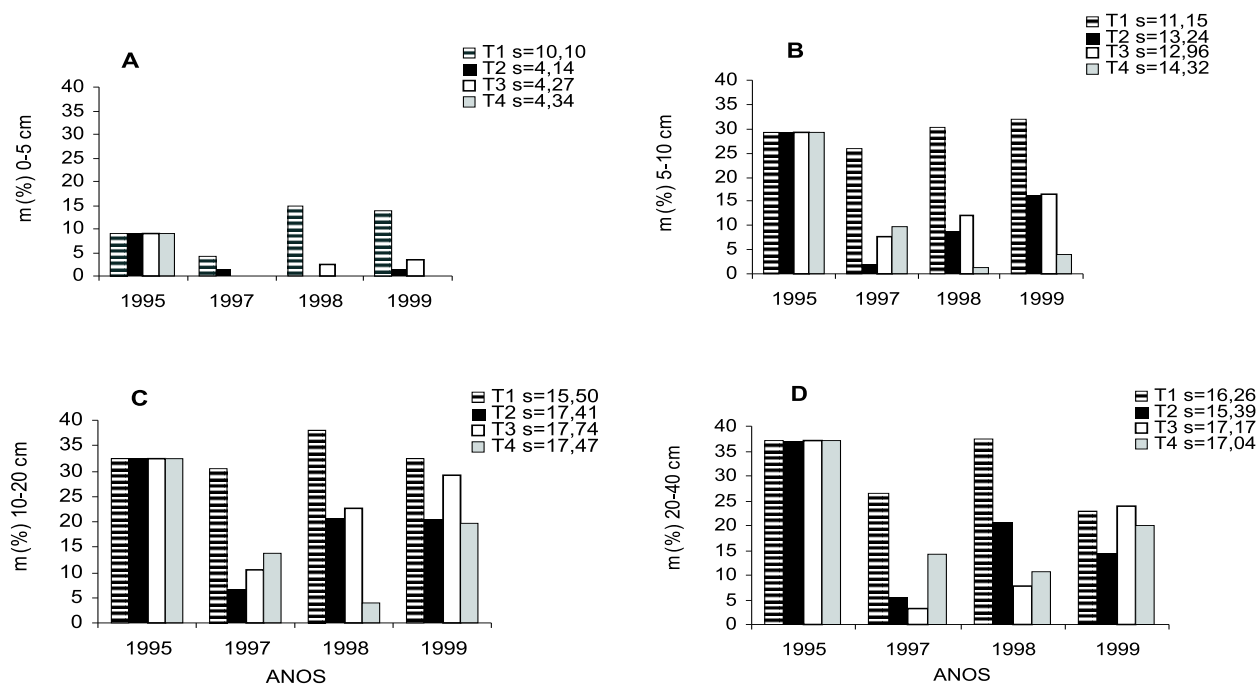 A
T1 s=10,10
T2 s=4,14
T3 s=4,27
T4 s=4,34
m (%) 0-5 cm
40
35
30
25
20
15
10
5
0
1995 1997 1998 1999
B
T1 s=11,15
T2 s=13,24
T3 s=12,96
T4 s=14,32
m (%) 5-10 cm
40
35
30
25
20
15
10
5
0
1995 1997 1998 1999
C
T1 s=15,50
T2 s=17,41
T3 s=17,74
T4 s=17,47
m (%) 10-20 cm
40
35
30
25
20
15
10
5
0
1995 1997 1998 1999
ANOS
D
T1 s=16,26
T2 s=15,39
T3 s=17,17
T4 s=17,04
m (%) 20-40 cm
40
35
30
25
20
15
10
5
0
1995 1997 1998 1999
ANOS